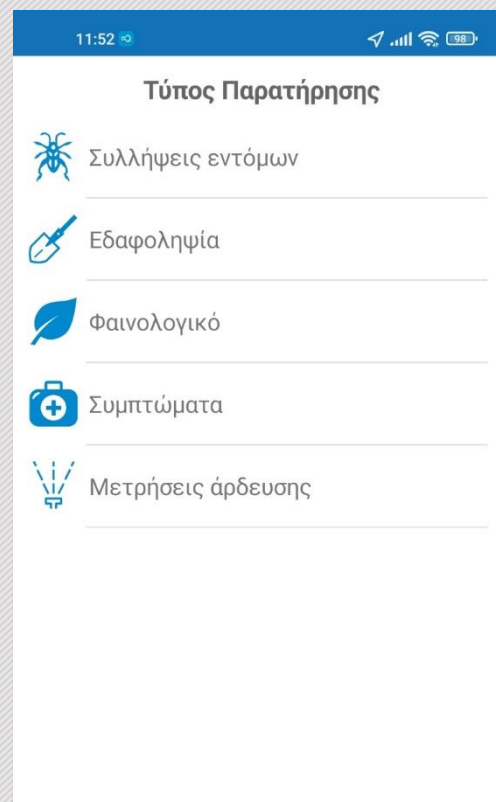 11:52
98
Τύπος Παρατήρησης
Συλλήψεις εντόμων
Εδαφοληψία
Φαινολογικό
Συμπτώματα
Μετρήσεις άρδευσης